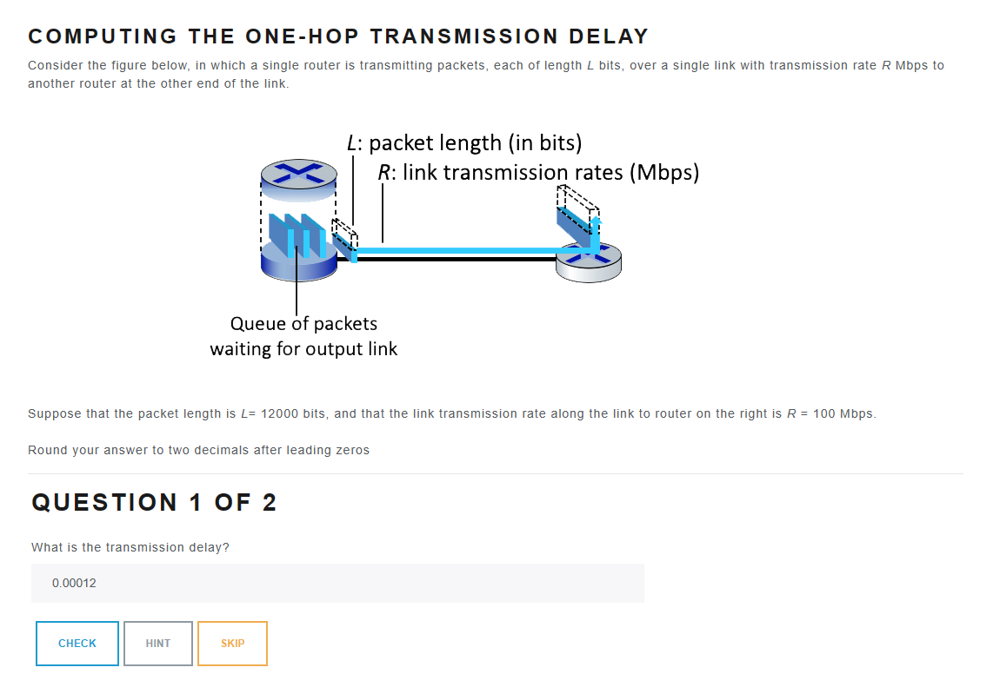 COMPUTING THE ONE-HOP TRANSMISSION DELAY
Consider the figure below, in which a single router is transmitting packets, each of length L bits, over a single link with transmission rate R Mbps to
another router at the other end of the link.
L: packet length (in bits)
R: link transmission rates (Mbps)
Queue of packets
waiting for output link
Suppose that the packet length is L= 12000 bits, and that the link transmission rate along the link to router on the right is R = 100 Mbps.
Round your answer to two decimals after leading zeros
QUESTION 1 OF 2
What is the transmission delay?
0.00012
CHECK HINT SKIP